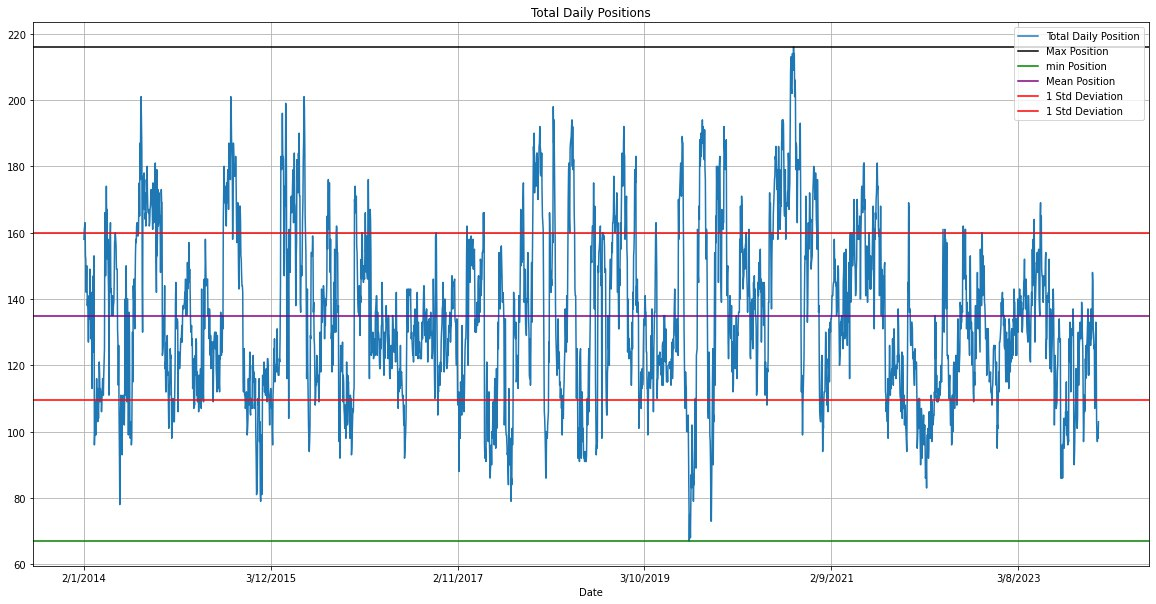 Total Daily Positions
220
200
180
160
140
120
100
80
60
Total Daily Position
Max Position
min Position
Mean Position
1 Std Deviation
1 Std Deviation
2/1/2014
3/12/2015
2/11/2017
3/10/2019
2/9/2021
3/8/2023
Date